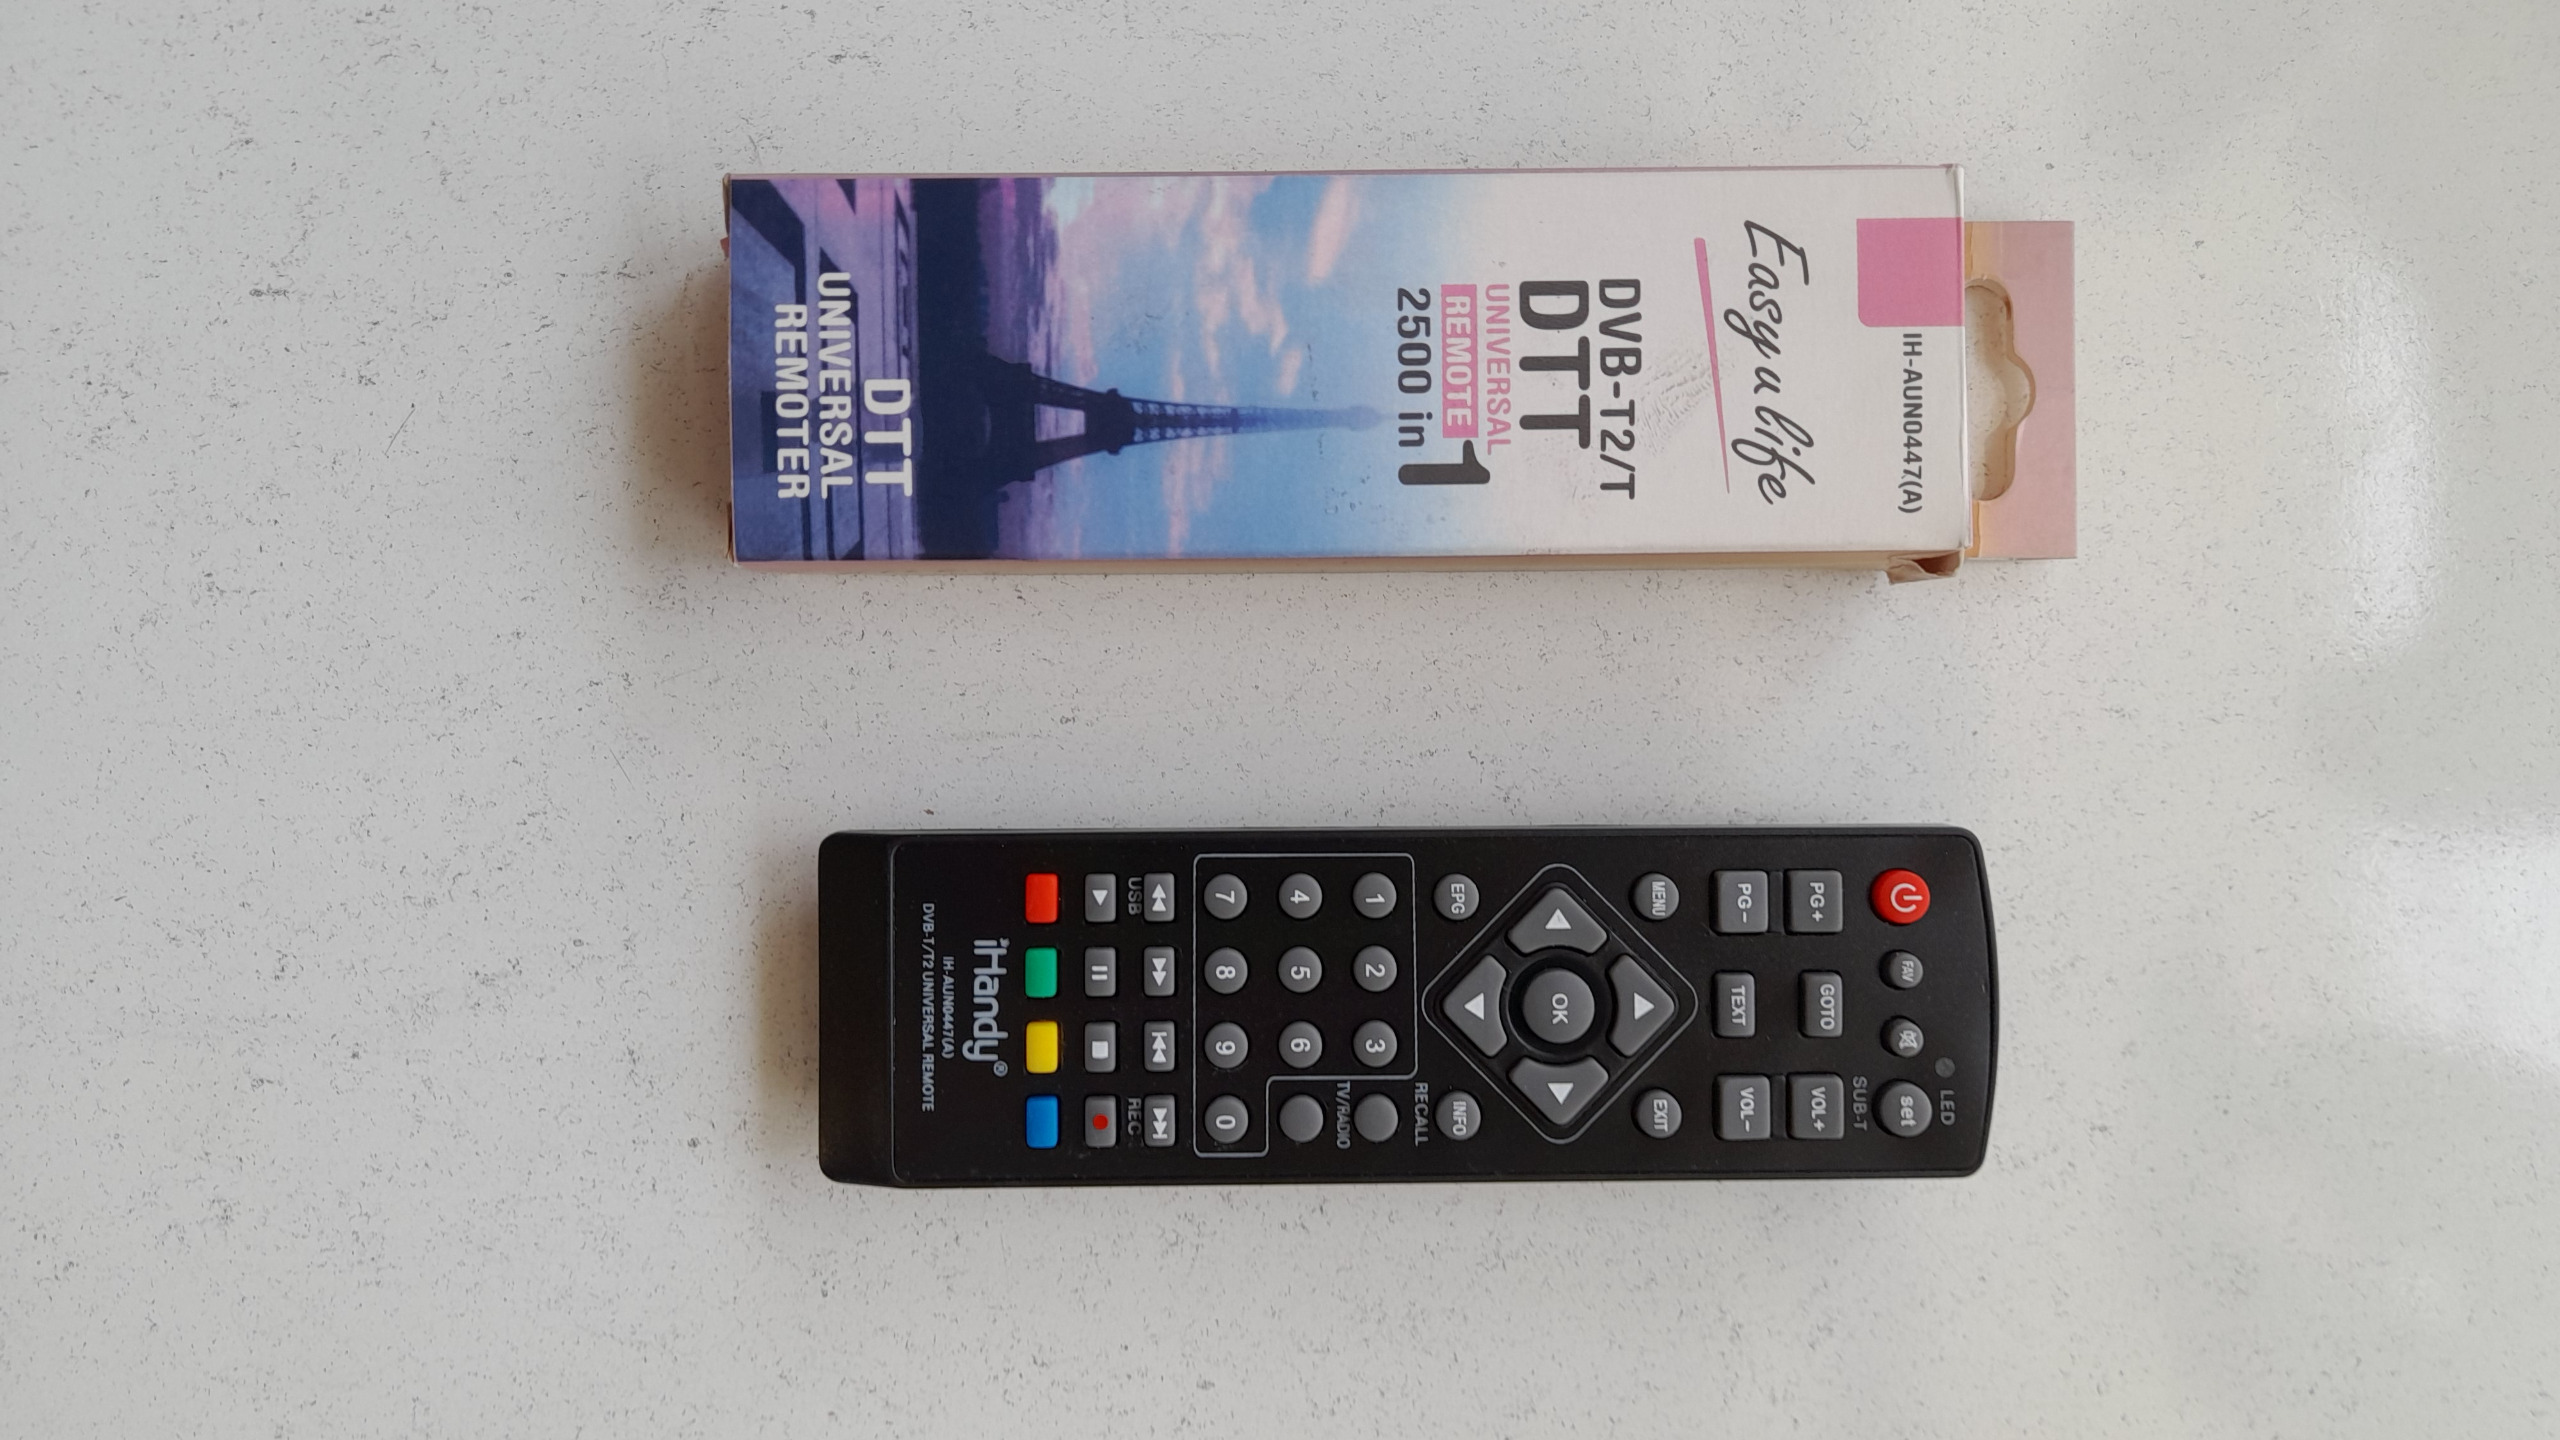 IH-AUN0447(A)
Easy u life
DVB-T2/T
DTT
UNIVERSAL
REMOTE
2500 in 1
DTT
UNIVERSAL
REMOTER
LED
FAV
set
SUB-T
PG+
GOTO
VOL+
PG-
TEXT
VOL-
MENU
EXIT
OK
EPG
INFO
RECALL
1 2 3
TV/RADIO
4 5 6
7 8 9 0
USB
REC
iHandy®
IH-AUN0447(A)
DVB-T/T2 UNIVERSAL REMOTE